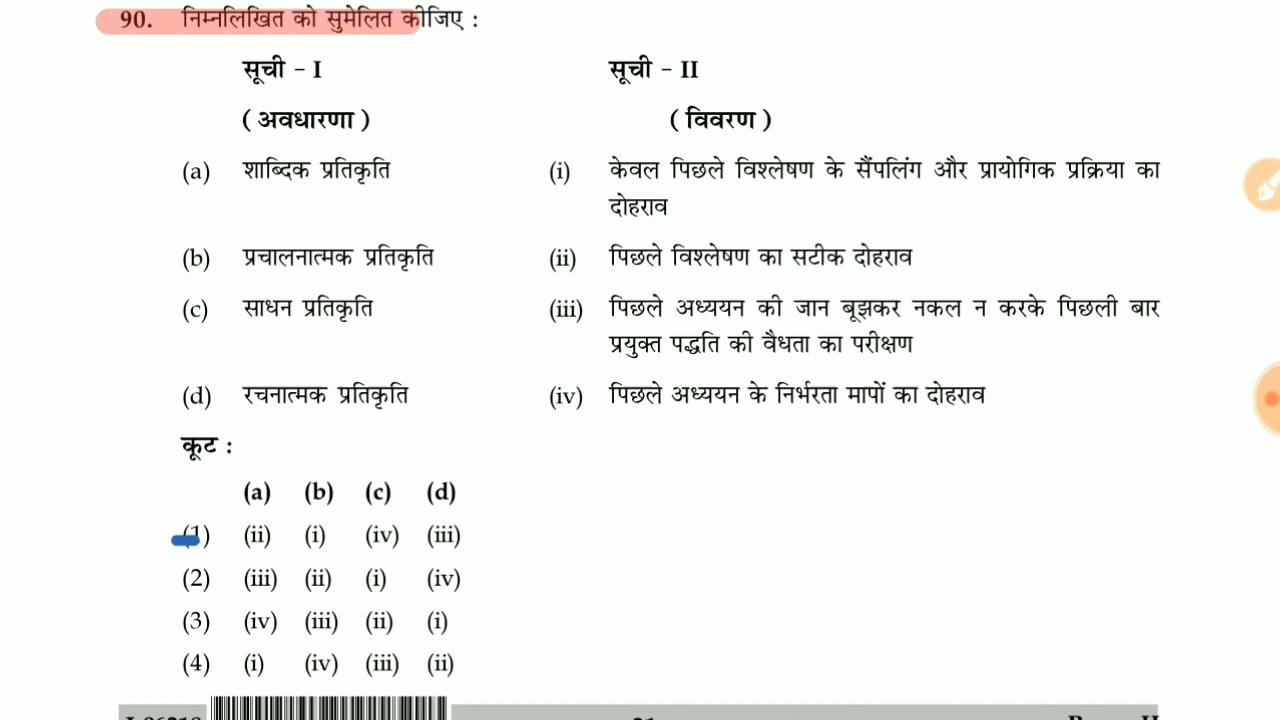 90. निम्नलिखित को सुमेलित कीजिए :
सूची - I सूची - II
( अवधारणा ) ( विवरण )
(a) शाब्दिक प्रतिकृति (i) केवल पिछले विश्लेषण के सैंपलिंग और प्रायोगिक प्रक्रिया का
दोहराव
(b) प्रचालनात्मक प्रतिकृति (ii) पिछले विश्लेषण का सटीक दोहराव
(c) साधन प्रतिकृति (iii) पिछले अध्ययन की जान बूझकर नकल न करके पिछली बार
प्रयुक्त पद्धति की वैधता का परीक्षण
(d) रचनात्मक प्रतिकृति (iv) पिछले अध्ययन के निर्भरता मापों का दोहराव
कूट :
(a) (b) (c) (d)
(1) (ii) (i) (iv) (iii)
(2) (iii) (ii) (i) (iv)
(3) (iv) (iii) (ii) (i)
(4) (i) (iv) (iii) (ii)